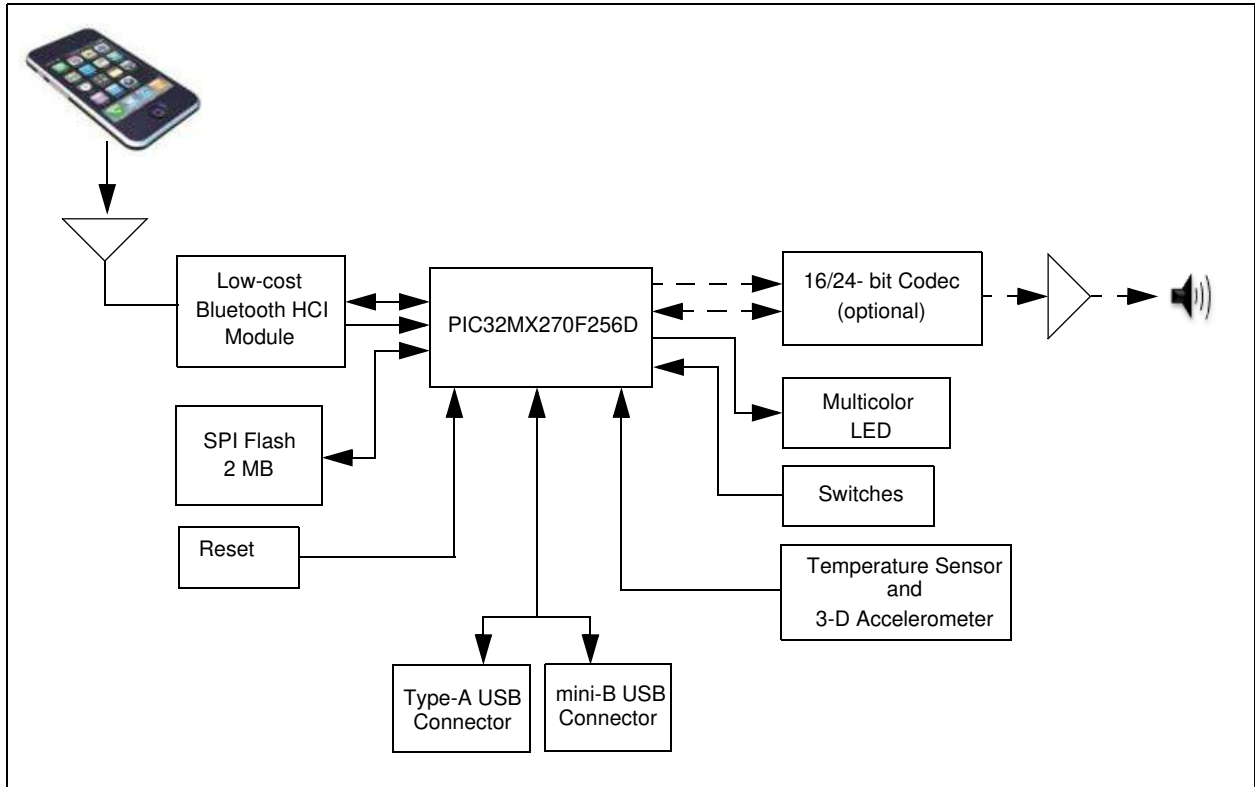 Low-cost
Bluetooth HCI
Module
PIC32MX270F256D
16/24- bit Codec
(optional)
SPI Flash
2 MB
Multicolor
LED
Switches
Reset
Temperature Sensor
and
3-D Accelerometer
Type-A USB
Connector
mini-B USB
Connector